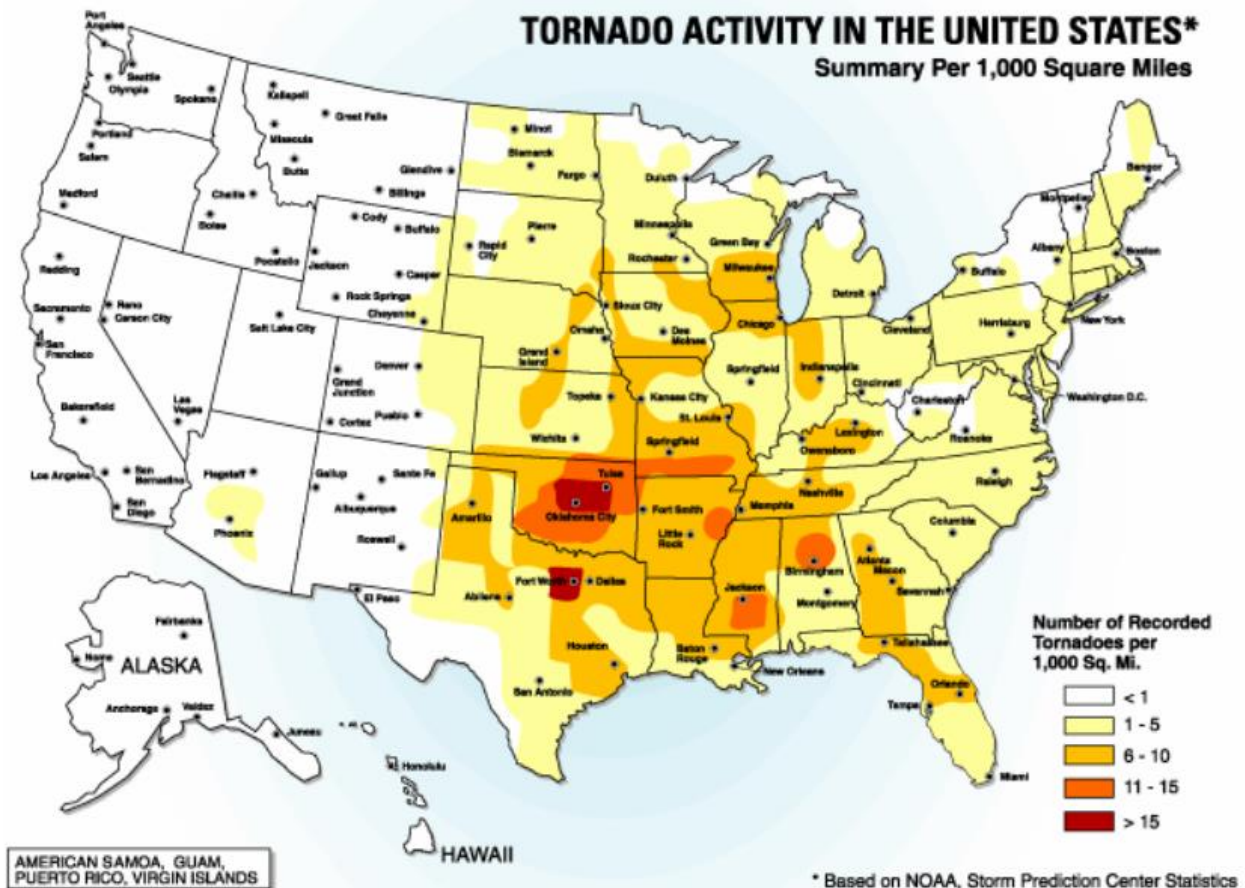 TORNADO ACTIVITY IN THE UNITED STATES*
Summary Per 1,000 Square Miles
Port
Angeles
Seattle
Olympia
Spokane
Portland
Salem
Medford
Kalispell
Great Falls
Missoula
Butte
Glendive
Billings
Challis
Boise
Pocatello
Cody
Buffalo
Jackson
Casper
Rock Springs
Cheyenne
Minot
Bismarck
Fargo
Pierre
Rapid
City
Duluth
Minneapolis
Rochester
Green Bay
Milwaukee
Detroit
Chicago
Montpelier
Bangor
Albany
Boston
Buffalo
New York
Harrisburg
Cleveland
Washington D.C.
Redding
Sacramento
San
Francisco
Bakersfield
Los Angeles
San
Bernardino
San
Diego
Reno
Carson City
Las
Vegas
Salt Lake City
Denver
Grand
Junction
Cortez
Pueblo
Sioux City
Omaha
Grand
Island
Des
Moines
Topeka
Kansas City
Wichita
St. Louis
Springfield
Springfield
Indianapolis
Cincinnati
Charleston
Roanoke
Lexington
Owensboro
Nashville
Raleigh
Columbia
Flagstaff
Phoenix
Gallup
Sante Fe
Albuquerque
Roswell
El Paso
Amarillo
Tulsa
Oklahoma City
Fort Smith
Little
Rock
Memphis
Fort Worth
Dallas
Abilene
Houston
San Antonio
Jackson
Baton
Rouge
New Orleans
Birmingham
Montgomery
Atlanta
Macon
Savannah
Tallahassee
Orlando
Tampa
Miami
Fairbanks
Nome
ALASKA
Anchorage
Valdez
Juneau
Honolulu
HAWAII
Number of Recorded
Tornadoes per
1,000 Sq. Mi.
< 1
1 - 5
6 - 10
11 - 15
> 15
AMERICAN SAMOA, GUAM,
PUERTO RICO, VIRGIN ISLANDS
* Based on NOAA, Storm Prediction Center Statistics